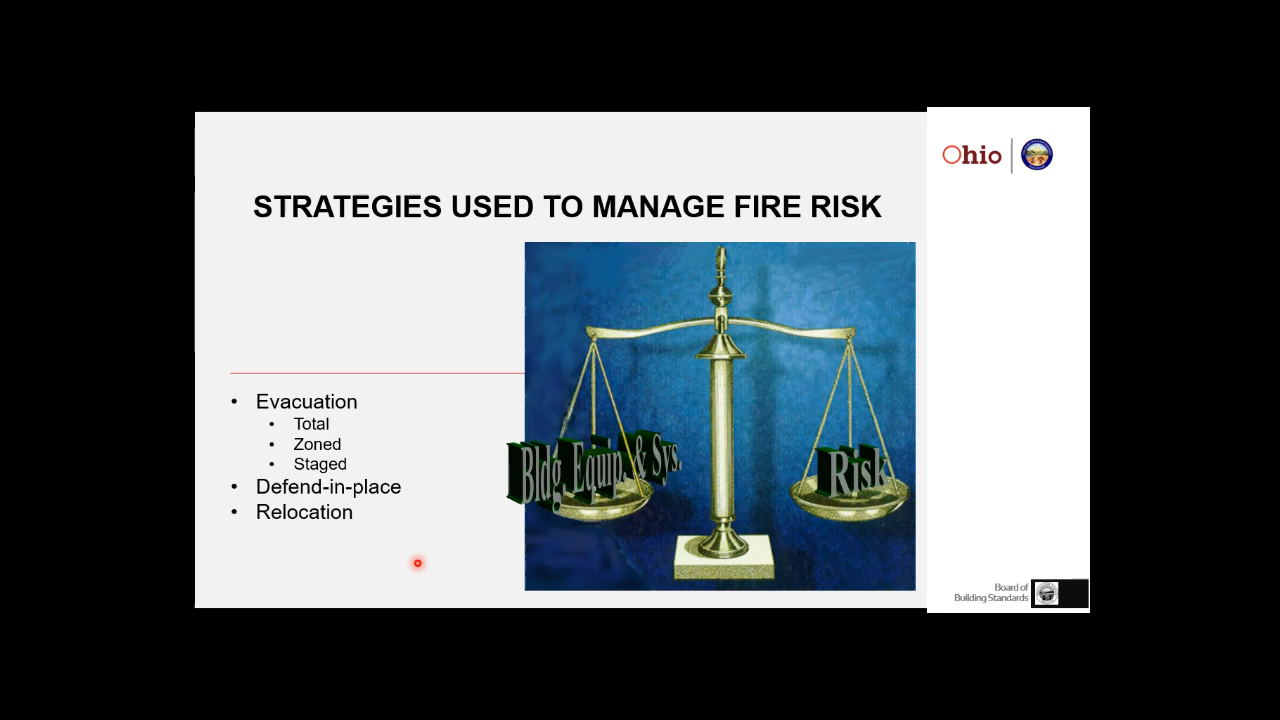 Ohio
STRATEGIES USED TO MANAGE FIRE RISK
• Evacuation
• Total
• Zoned
• Staged
• Defend-in-place
• Relocation
Bldg. Equip. & Sys.
Risk
Board of
Building Standards